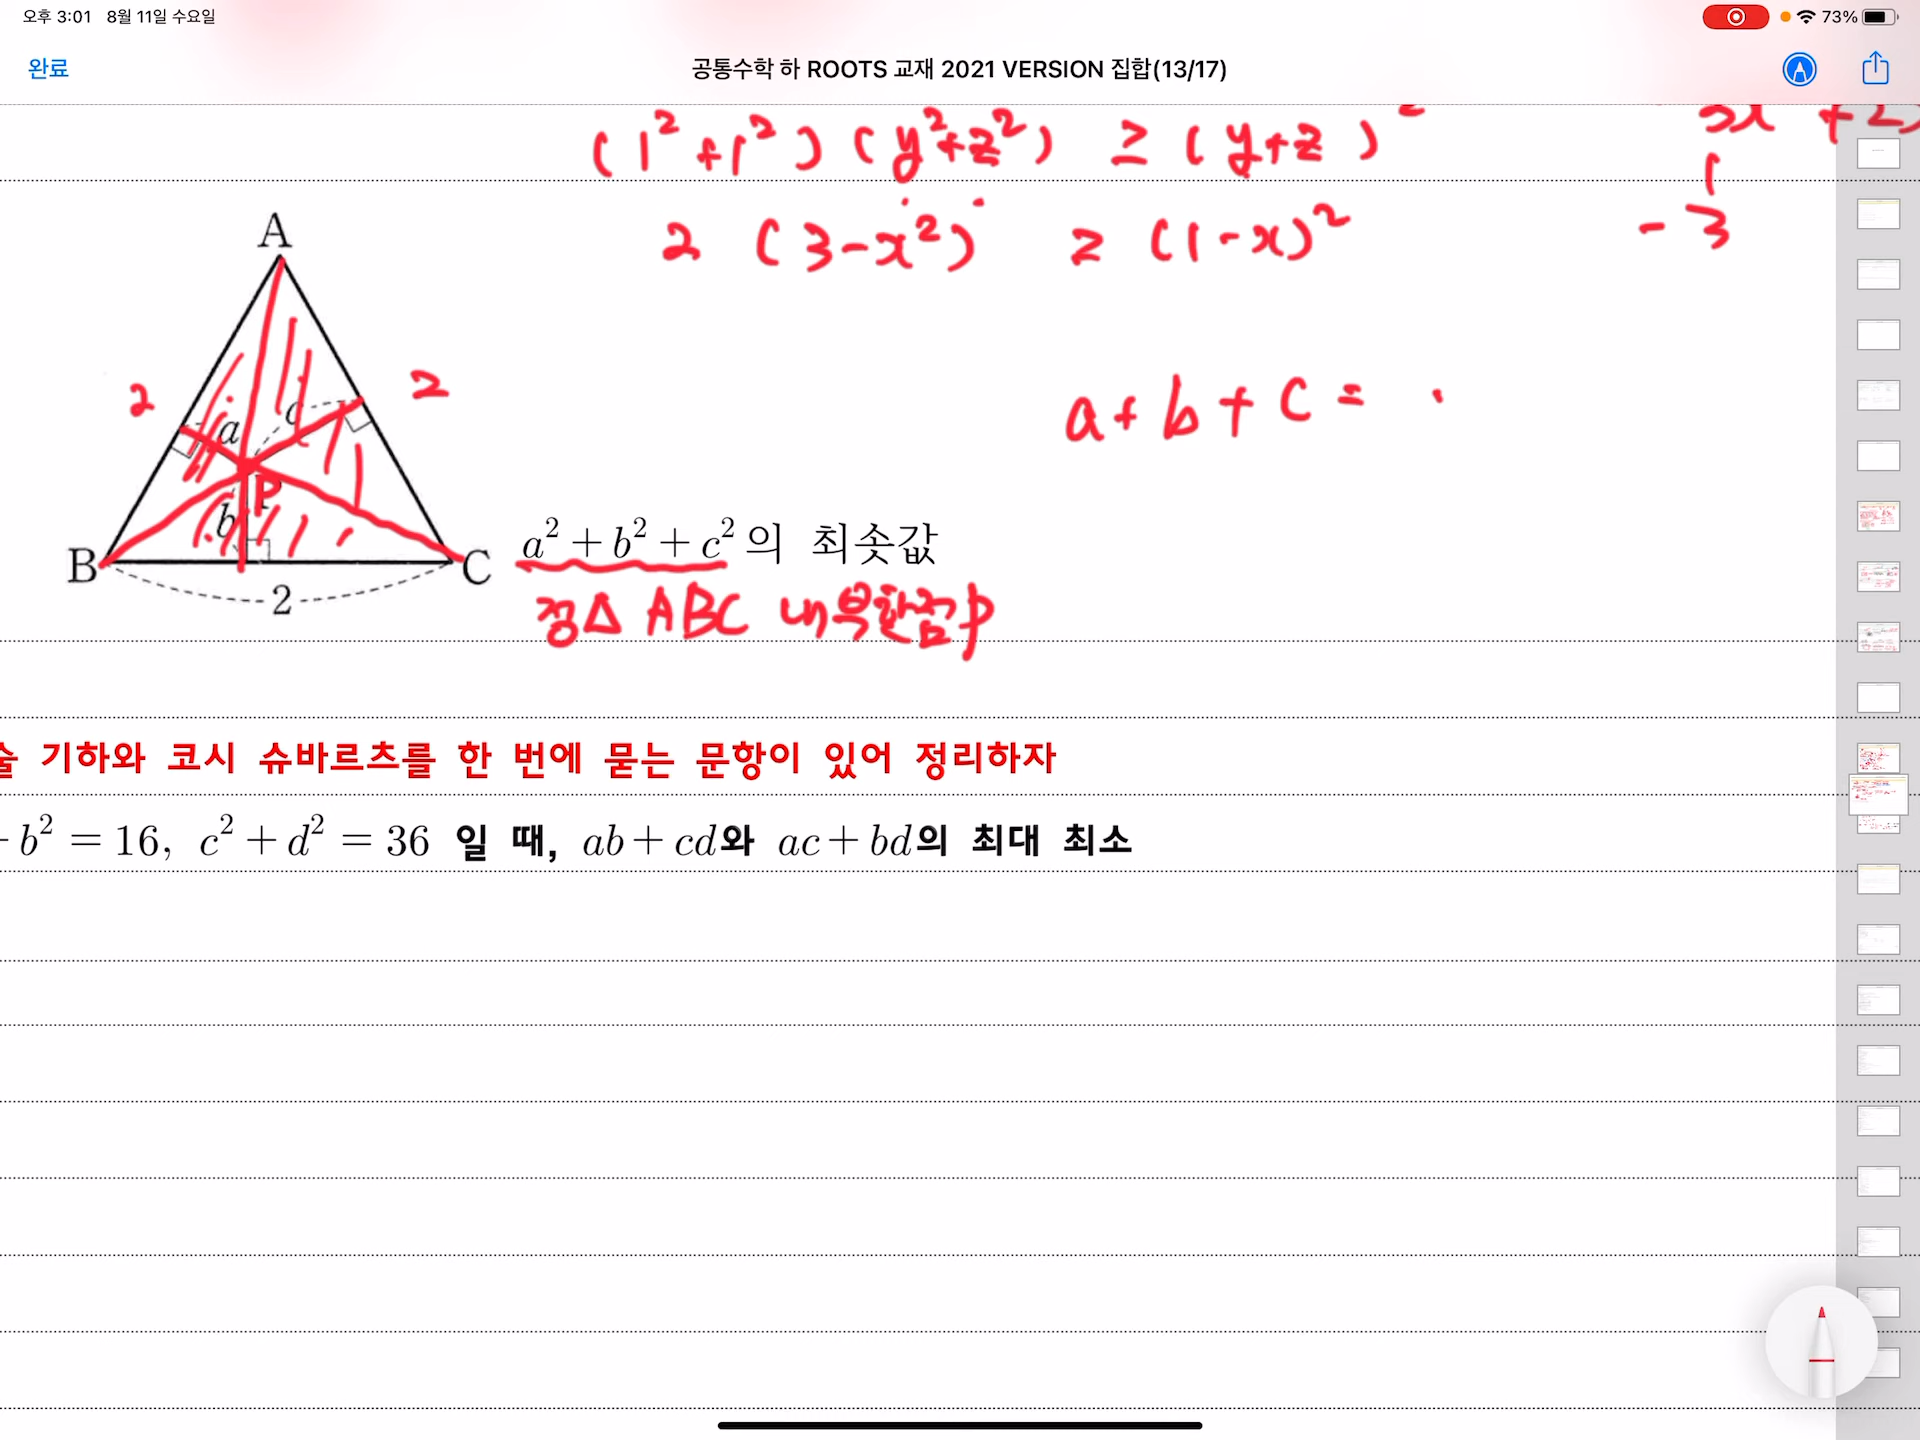 오후 3:01 8월 11일 수요일
73%
완료
공통수학 하 ROOTS 교재 2021 VERSION 집합(13/17)
(1²+1²)(y²+z²) ≥ (y+z)²
2 (3-x²) ≥ (1-x)²
- 1/3
A
2
2
a
c
a+b+c=
P
b
B
C
2
a²+b²+c²의 최솟값
정△ ABC 내부한점P
술 기하와 코시 슈바르츠를 한 번에 묻는 문항이 있어 정리하자
b² = 16, c²+d² = 36 일 때, ab+cd와 ac+bd의 최대 최소